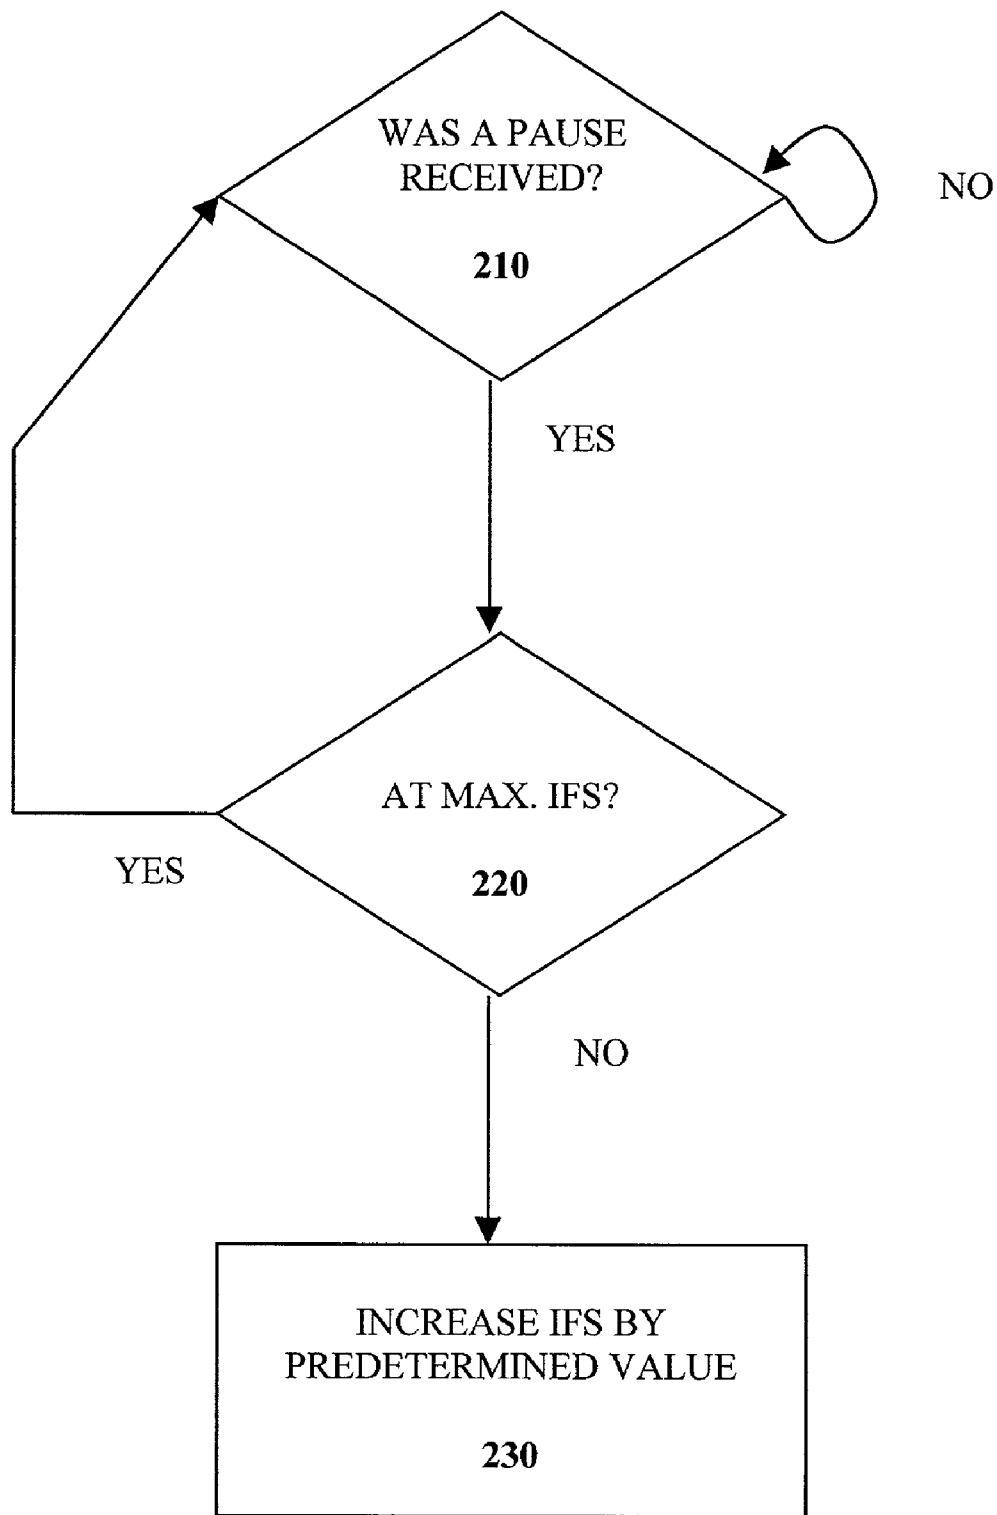 WAS A PAUSE
RECEIVED?
NO
210
YES
AT MAX. IFS?
YES
220
NO
INCREASE IFS BY
PREDETERMINED VALUE
230